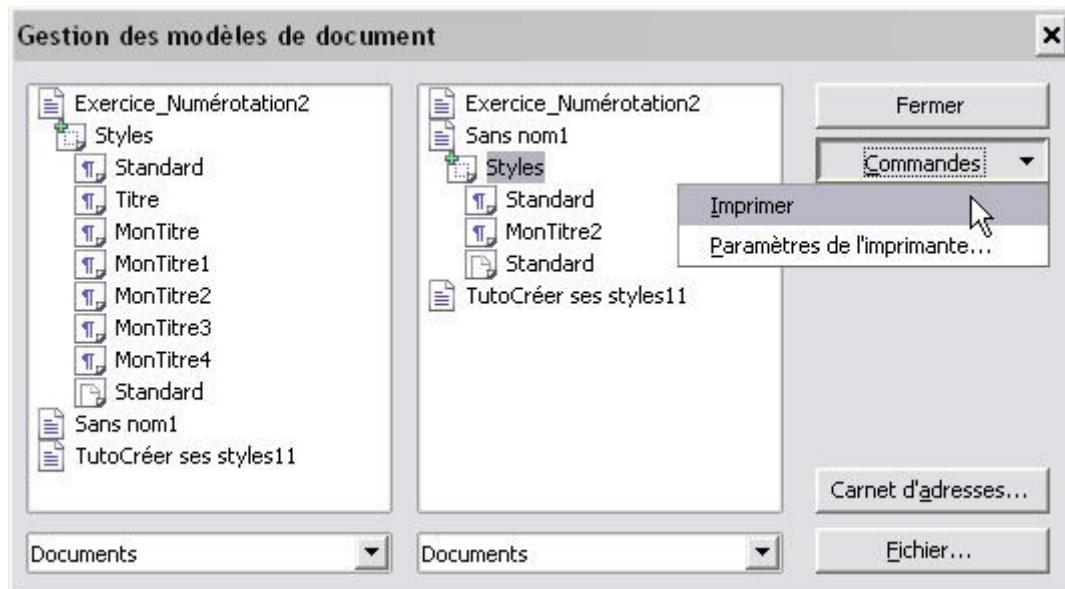 Gestion des modèles de document
Exercice_Numérotation2
Styles
Standard
Titre
MonTitre
MonTitre1
MonTitre2
MonTitre3
MonTitre4
Standard
Sans nom1
TutoCréer ses styles11
Documents
Exercice_Numérotation2
Sans nom1
Styles
Standard
MonTitre2
Standard
TutoCréer ses styles11
Documents
Fermer
Commandes
Imprimer
Paramètres de l'imprimante...
Carnet d'adresses...
Fichier...